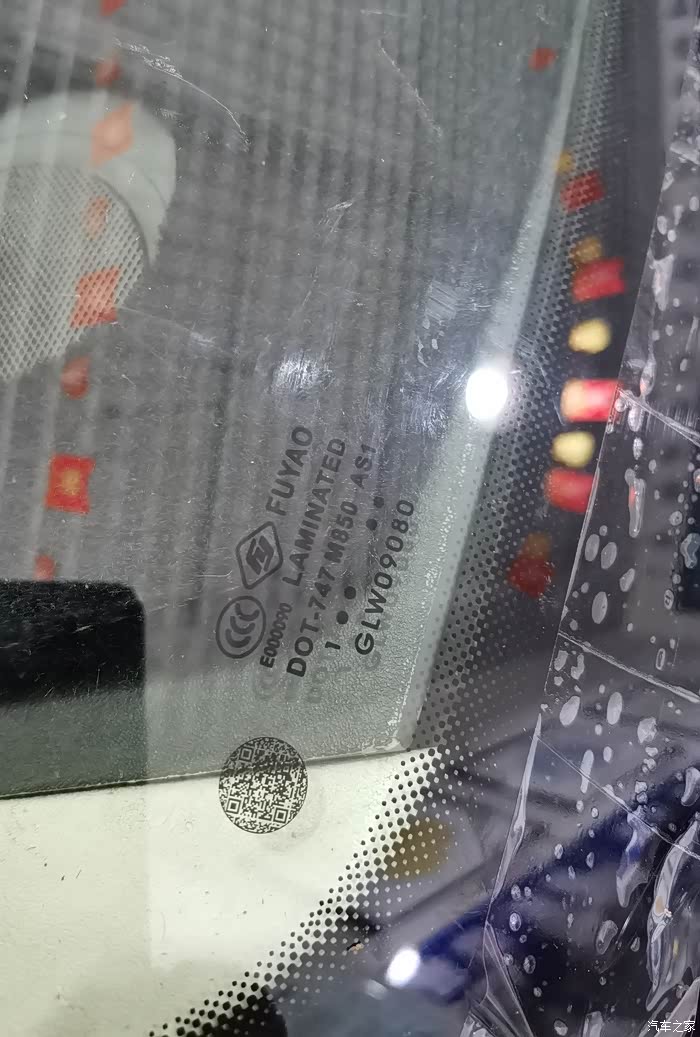 FUYAO
E000090 LAMINATED
DOT-747 M850 AS1
1
GLW09080
汽车之家